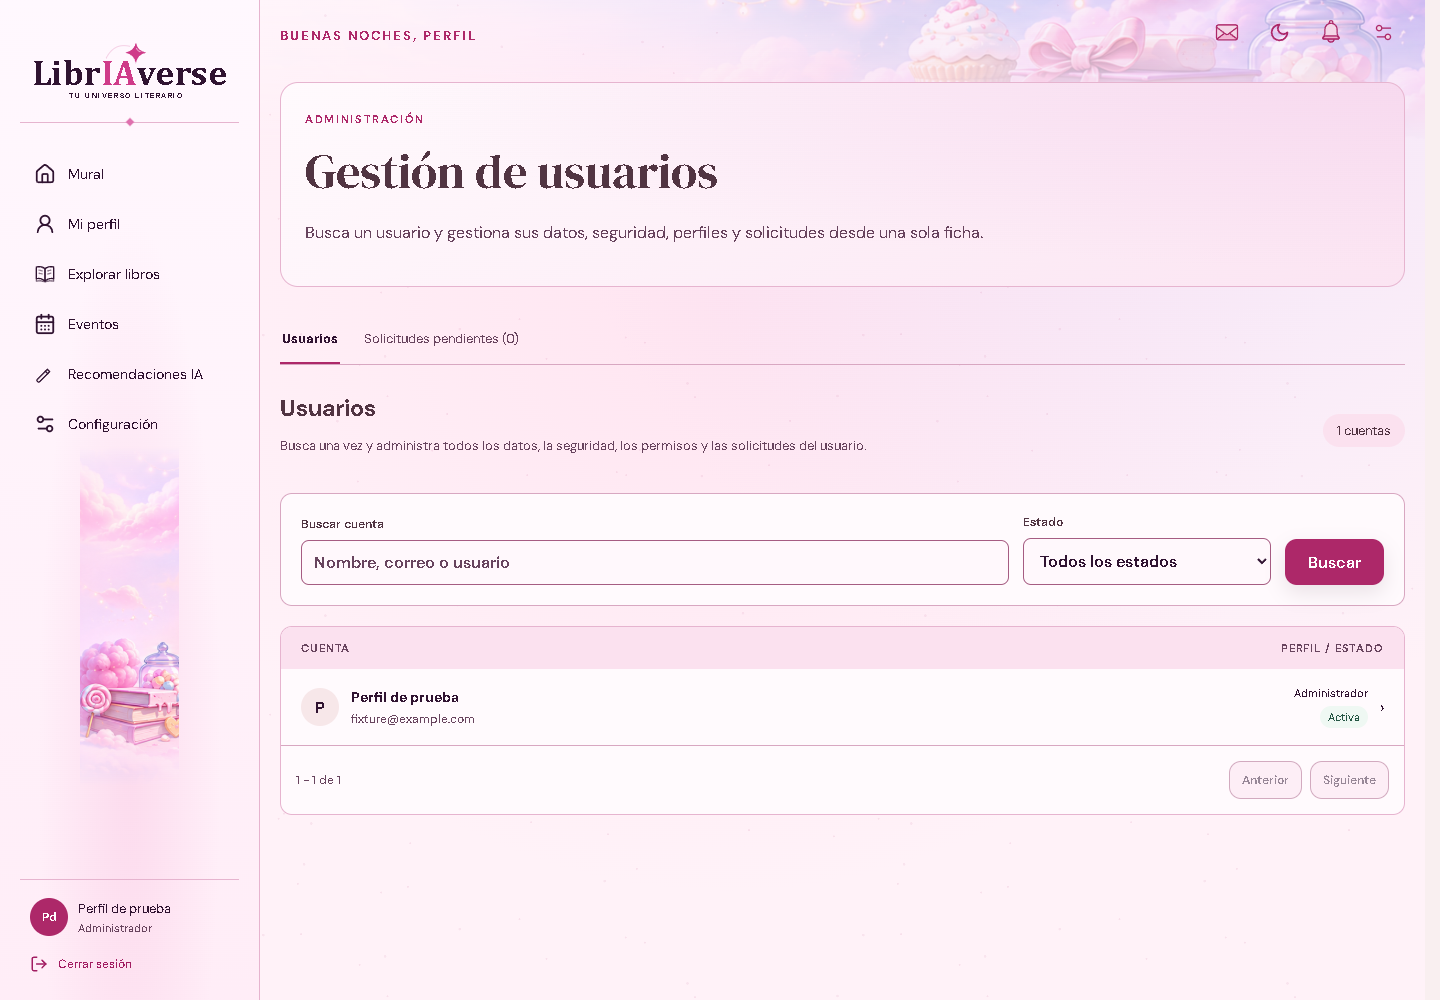 LibrIAverse
TU UNIVERSO LITERARIO
Mural
Mi perfil
Explorar libros
Eventos
Recomendaciones IA
Configuración
Pd
Perfil de prueba
Administrador
Cerrar sesión
BUENAS NOCHES, PERFIL
ADMINISTRACIÓN
Gestión de usuarios
Busca un usuario y gestiona sus datos, seguridad, perfiles y solicitudes desde una sola ficha.
Usuarios
Solicitudes pendientes (0)
Usuarios
Busca una vez y administra todos los datos, la seguridad, los permisos y las solicitudes del usuario.
1 cuentas
Buscar cuenta
Nombre, correo o usuario
Estado
Todos los estados
Buscar
CUENTA
PERFIL / ESTADO
P
Perfil de prueba
fixture@example.com
Administrador
Activa
›
1 – 1 de 1
Anterior
Siguiente